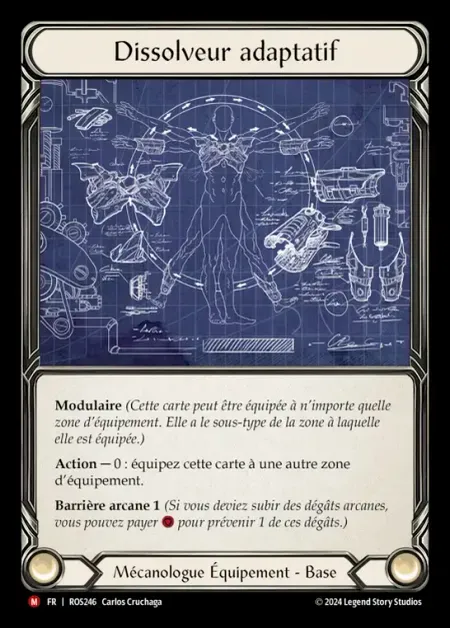 Dissolveur adaptatif
Modulaire (Cette carte peut être équipée à n'importe quelle
zone d'équipement. Elle a le sous-type de la zone à laquelle
elle est équipée.)
Action — 0 : équipez cette carte à une autre zone
d'équipement.
Barrière arcane 1 (Si vous deviez subir des dégâts arcanes,
vous pouvez payer pour prévenir 1 de ces dégâts.)
Mécanologue Équipement - Base
M FR | ROS246 Carlos Cruchaga
© 2024 Legend Story Studios